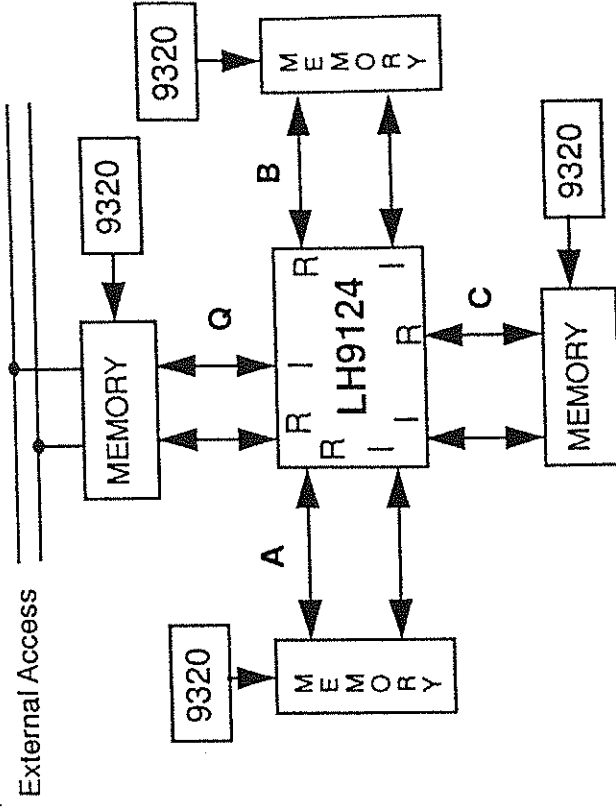 External Access
9320
MEMORY
9320
9320
Q
A
R I
R R
B
MEMORY
LH9124
MEMORY
I I R I
C
9320
MEMORY